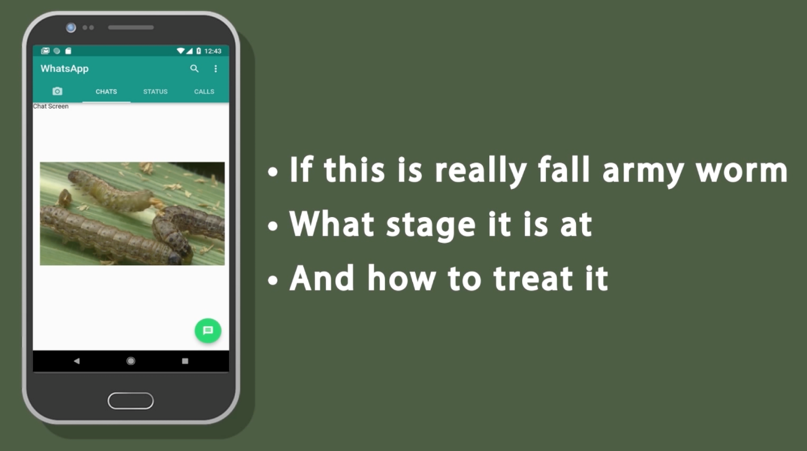 12:43
WhatsApp
CHATS STATUS CALLS
Chat Screen
• If this is really fall army worm
• What stage it is at
• And how to treat it